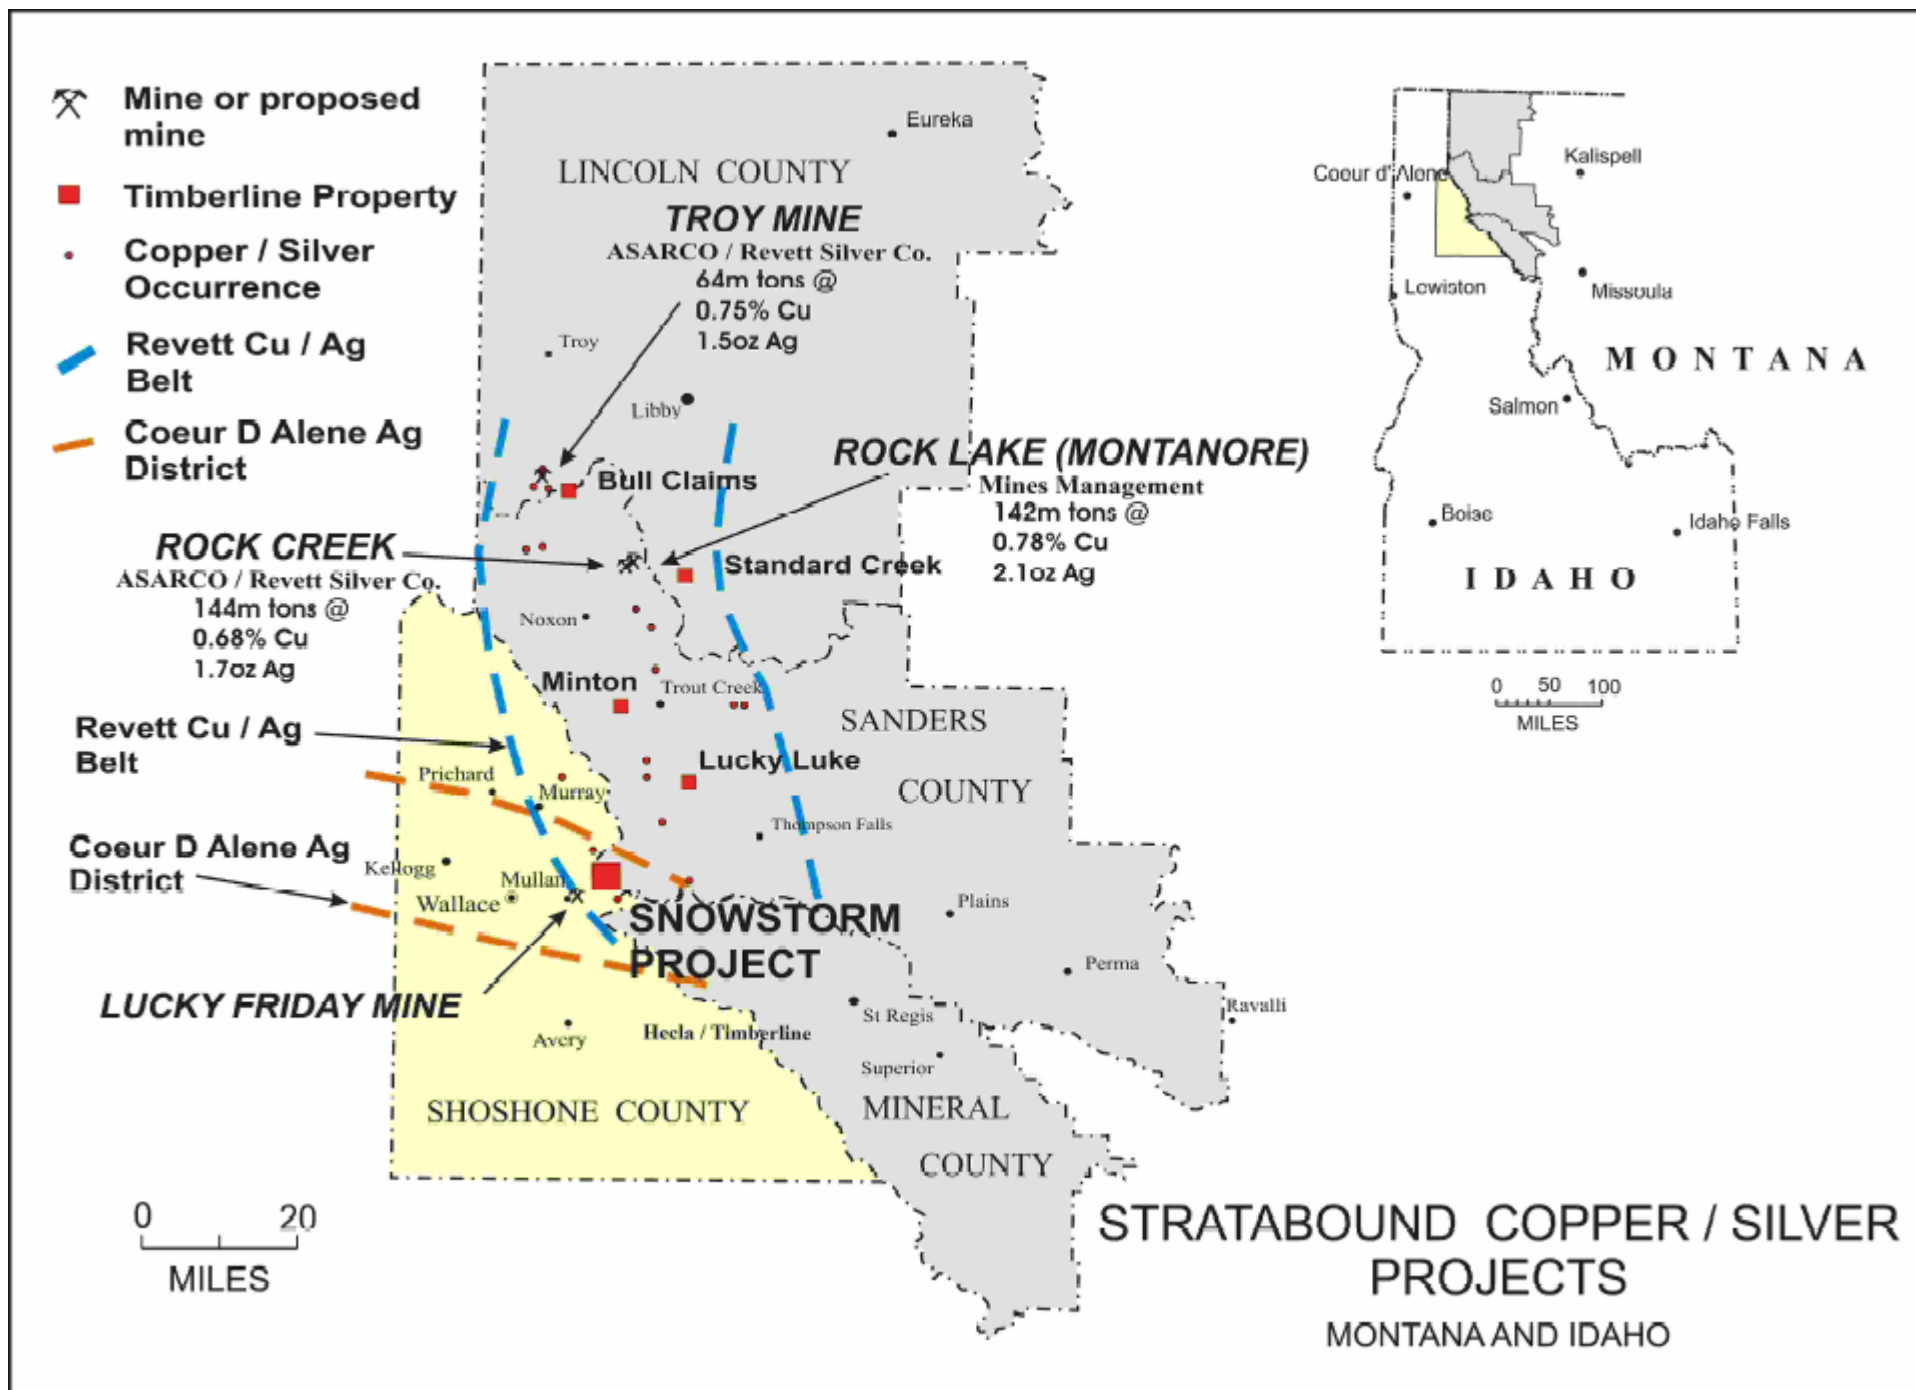 Mine or proposed
mine
Timberline Property
Copper / Silver
Occurrence
Revett Cu / Ag
Belt
Coeur D Alene Ag
District
Eureka
LINCOLN COUNTY
TROY MINE
ASARCO / Revett Silver Co.
64m tons @
0.75% Cu
1.5oz Ag
Troy
Libby
ROCK LAKE (MONTANORE)
Mines Management
142m tons @
0.78% Cu
2.1oz Ag
Bull Claims
ROCK CREEK
ASARCO / Revett Silver Co.
144m tons @
0.68% Cu
1.7oz Ag
Standard Creek
Noxon
Minton
Trout Creek
SANDERS
COUNTY
Revett Cu / Ag
Belt
Prichard
Murray
Lucky Luke
Thompson Falls
Coeur D Alene Ag
District
Kellogg
Mullan
Wallace
SNOWSTORM
PROJECT
Plains
Perma
Ravalli
LUCKY FRIDAY MINE
Avery
Hecla / Timberline
St Regis
Superior
SHOSHONE COUNTY
MINERAL
COUNTY
0 20
MILES
Coeur d' Alene
Kalispell
Lewiston
Missoula
MONTANA
Salmon
Boise
Idaho Falls
IDAHO
0 50 100
MILES
STRATABOUND COPPER / SILVER
PROJECTS
MONTANA AND IDAHO